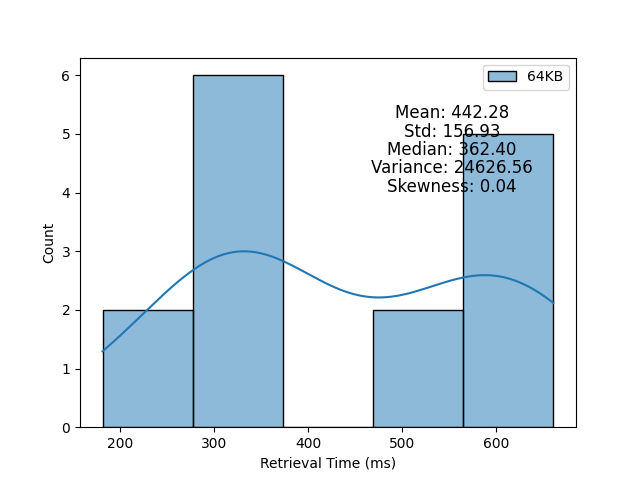 64KB
Mean: 442.28
Std: 156.93
Median: 362.40
Variance: 24626.56
Skewness: 0.04
6
5
4
3
2
1
0
Count
200 300 400 500 600
Retrieval Time (ms)